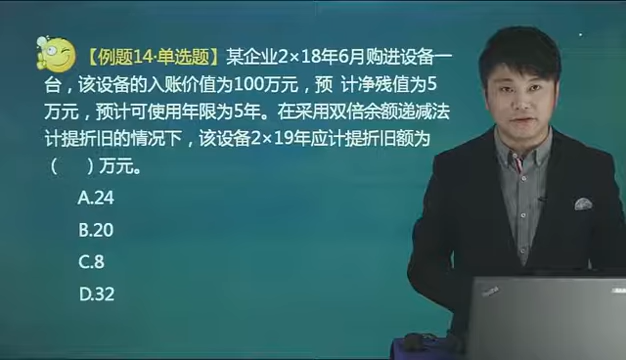 【例题14·单选题】某企业2×18年6月购进设备一
台，该设备的入账价值为100万元，预 计净残值为5
万元，预计可使用年限为5年。在采用双倍余额递减法
计提折旧的情况下，该设备2×19年应计提折旧额为
（ ）万元。
A.24
B.20
C.8
D.32
ThinkPad